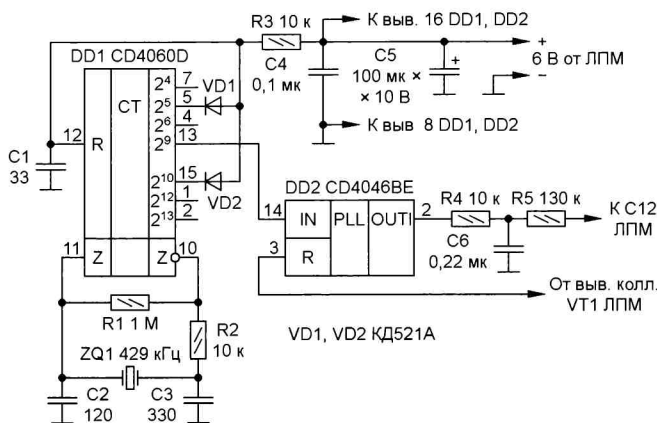 R3 10 к
К выв. 16 DD1, DD2
DD1 CD4060D
C4
0,1 мк
C5
100 мк ×
× 10 В
+
+
6 В от ЛПМ
−
К выв 8 DD1, DD2
12
R
CT
2⁴ 7
2⁵ 5
2⁶ 4
2⁹ 13
2¹⁰ 15
2¹² 1
2¹³ 2
VD1
VD2
C1
33
11
Z
Z
10
DD2 CD4046BE
14
IN
PLL
OUTI
2
3
R
R4 10 к
R5 130 к
C6
0,22 мк
К C12
ЛПМ
От выв. колл.
VT1 ЛПМ
R1 1 М
R2
10 к
VD1, VD2 КД521А
ZQ1 429 кГц
C2
120
C3
330